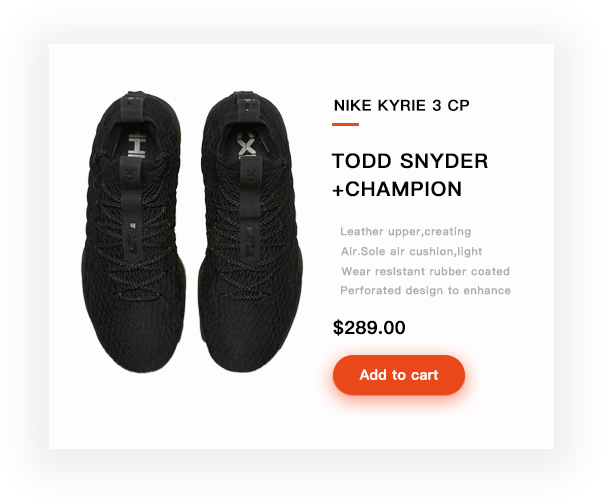 NIKE KYRIE 3 CP
TODD SNYDER
+CHAMPION
Leather upper,creating
Air.Sole air cushion,light
Wear reslstant rubber coated
Perforated design to enhance
$289.00
Add to cart